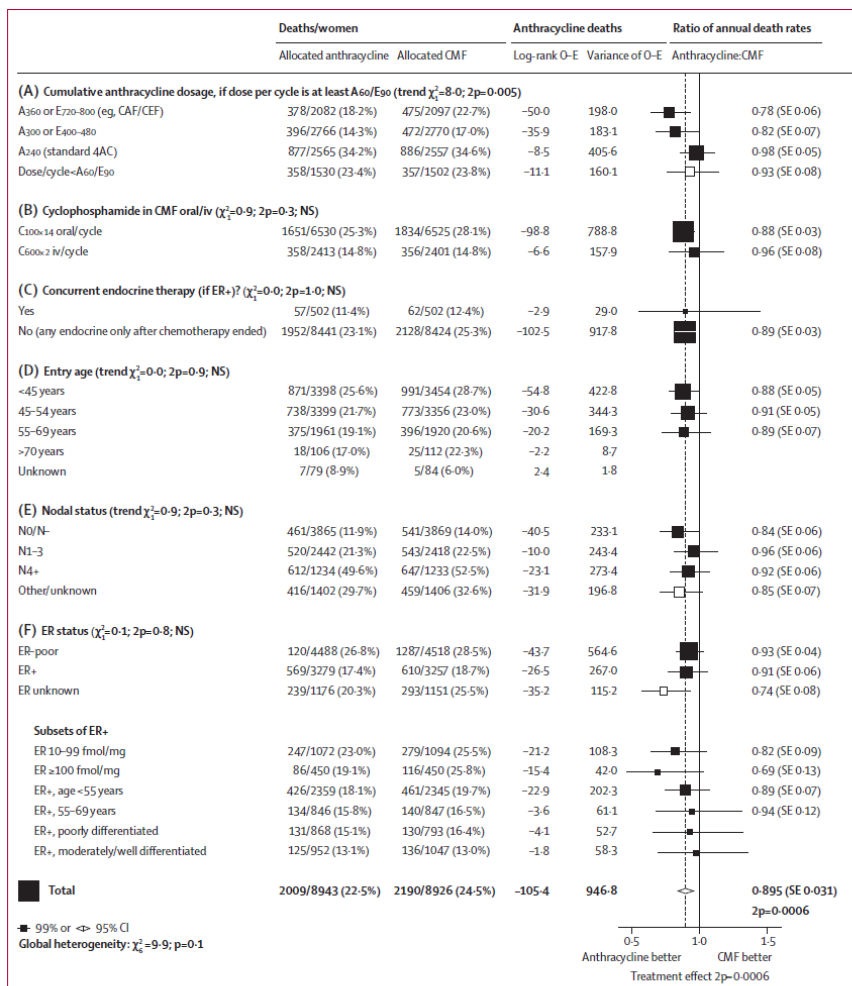 Deaths/women Anthracycline deaths Ratio of annual death rates
Allocated anthracycline Allocated CMF Log-rank O–E Variance of O–E Anthracycline:CMF
(A) Cumulative anthracycline dosage, if dose per cycle is at least A60/E90 (trend χ²₁=8·0; 2p=0·005)
A360 or E720–800 (eg, CAF/CEF) 378/2082 (18·2%) 475/2097 (22·7%) –50·0 198·0 0·78 (SE 0·06)
A300 or E400–480 396/2766 (14·3%) 472/2770 (17·0%) –35·9 183·1 0·82 (SE 0·07)
A240 (standard 4AC) 877/2565 (34·2%) 886/2557 (34·6%) –8·5 405·6 0·98 (SE 0·05)
Dose/cycle<A60/E90 358/1530 (23·4%) 357/1502 (23·8%) –11·1 160·1 0·93 (SE 0·08)
(B) Cyclophosphamide in CMF oral/iv (χ²₁=0·9; 2p=0·3; NS)
C100×14 oral/cycle 1651/6530 (25·3%) 1834/6525 (28·1%) –98·8 788·8 0·88 (SE 0·03)
C600×2 iv/cycle 358/2413 (14·8%) 356/2401 (14·8%) –6·6 157·9 0·96 (SE 0·08)
(C) Concurrent endocrine therapy (if ER+)? (χ²₁=0·0; 2p=1·0; NS)
Yes 57/502 (11·4%) 62/502 (12·4%) –2·9 29·0
No (any endocrine only after chemotherapy ended) 1952/8441 (23·1%) 2128/8424 (25·3%) –102·5 917·8 0·89 (SE 0·03)
(D) Entry age (trend χ²₁=0·0; 2p=0·9; NS)
<45 years 871/3398 (25·6%) 991/3454 (28·7%) –54·8 422·8 0·88 (SE 0·05)
45–54 years 738/3399 (21·7%) 773/3356 (23·0%) –30·6 344·3 0·91 (SE 0·05)
55–69 years 375/1961 (19·1%) 396/1920 (20·6%) –20·2 169·3 0·89 (SE 0·07)
>70 years 18/106 (17·0%) 25/112 (22·3%) –2·2 8·7
Unknown 7/79 (8·9%) 5/84 (6·0%) 2·4 1·8
(E) Nodal status (trend χ²₁=0·9; 2p=0·3; NS)
N0/N– 461/3865 (11·9%) 541/3869 (14·0%) –40·5 233·1 0·84 (SE 0·06)
N1–3 520/2442 (21·3%) 543/2418 (22·5%) –10·0 243·4 0·96 (SE 0·06)
N4+ 612/1234 (49·6%) 647/1233 (52·5%) –23·1 273·4 0·92 (SE 0·06)
Other/unknown 416/1402 (29·7%) 459/1406 (32·6%) –31·9 196·8 0·85 (SE 0·07)
(F) ER status (χ²₁=0·1; 2p=0·8; NS)
ER–poor 120/4488 (26·8%) 1287/4518 (28·5%) –43·7 564·6 0·93 (SE 0·04)
ER+ 569/3279 (17·4%) 610/3257 (18·7%) –26·5 267·0 0·91 (SE 0·06)
ER unknown 239/1176 (20·3%) 293/1151 (25·5%) –35·2 115·2 0·74 (SE 0·08)
Subsets of ER+
ER 10–99 fmol/mg 247/1072 (23·0%) 279/1094 (25·5%) –21·2 108·3 0·82 (SE 0·09)
ER ≥100 fmol/mg 86/450 (19·1%) 116/450 (25·8%) –15·4 42·0 0·69 (SE 0·13)
ER+, age <55 years 426/2359 (18·1%) 461/2345 (19·7%) –22·9 202·3 0·89 (SE 0·07)
ER+, 55–69 years 134/846 (15·8%) 140/847 (16·5%) –3·6 61·1 0·94 (SE 0·12)
ER+, poorly differentiated 131/868 (15·1%) 130/793 (16·4%) –4·1 52·7
ER+, moderately/well differentiated 125/952 (13·1%) 136/1047 (13·0%) –1·8 58·3
Total 2009/8943 (22·5%) 2190/8926 (24·5%) –105·4 946·8 0·895 (SE 0·031)
2p=0·0006
99% or 95% CI
Global heterogeneity: χ²₆=9·9; p=0·1
0·5 1·0 1·5
Anthracycline better CMF better
Treatment effect 2p=0·0006